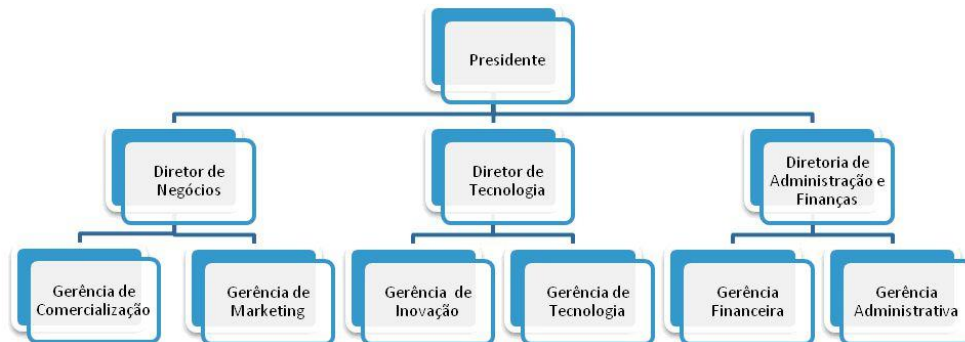 Presidente
Diretor de
Negócios
Diretor de
Tecnologia
Diretoria de
Administração e
Finanças
Gerência de
Comercialização
Gerência de
Marketing
Gerência de
Inovação
Gerência de
Tecnologia
Gerência
Financeira
Gerência
Administrativa